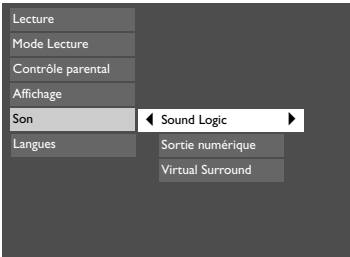 Lecture
Mode Lecture
Contrôle parental
Affichage
Son
Sound Logic
Langues
Sortie numérique
Virtual Surround